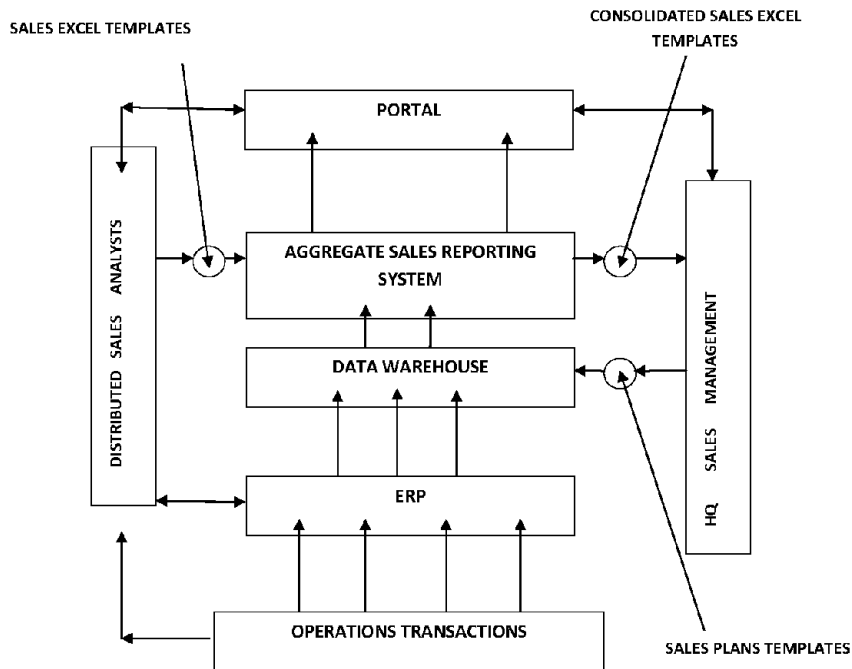 CONSOLIDATED SALES EXCEL
TEMPLATES
SALES EXCEL TEMPLATES
PORTAL
DISTRIBUTED SALES ANALYSTS
AGGREGATE SALES REPORTING
SYSTEM
DATA WAREHOUSE
HQ SALES MANAGEMENT
ERP
OPERATIONS TRANSACTIONS
SALES PLANS TEMPLATES